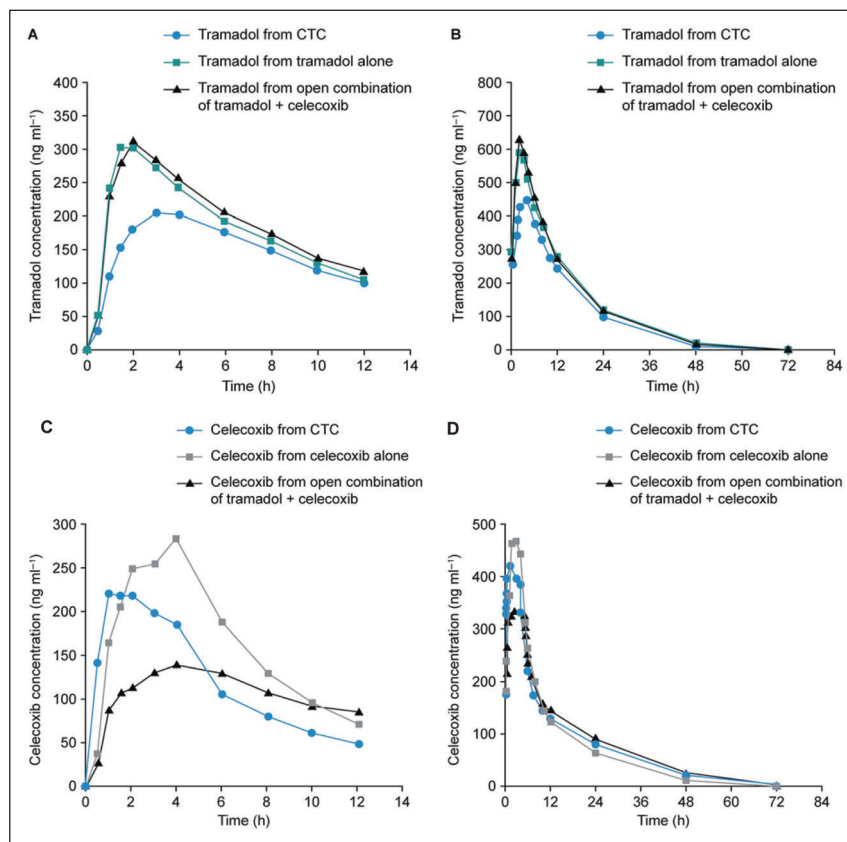 A
Tramadol from CTC
Tramadol from tramadol alone
Tramadol from open combination
of tramadol + celecoxib
400
350
300
250
200
150
100
50
0
0 2 4 6 8 10 12 14
Tramadol concentration (ng ml⁻¹)
Time (h)
B
Tramadol from CTC
Tramadol from tramadol alone
Tramadol from open combination
of tramadol + celecoxib
800
700
600
500
400
300
200
100
0
0 12 24 36 48 60 72 84
Tramadol concentration (ng ml⁻¹)
Time (h)
C
Celecoxib from CTC
Celecoxib from celecoxib alone
Celecoxib from open combination
of tramadol + celecoxib
300
250
200
150
100
50
0
0 2 4 6 8 10 12 14
Celecoxib concentration (ng ml⁻¹)
Time (h)
D
Celecoxib from CTC
Celecoxib from celecoxib alone
Celecoxib from open combination
of tramadol + celecoxib
500
400
300
200
100
0
0 12 24 36 48 60 72 84
Celecoxib concentration (ng ml⁻¹)
Time (h)